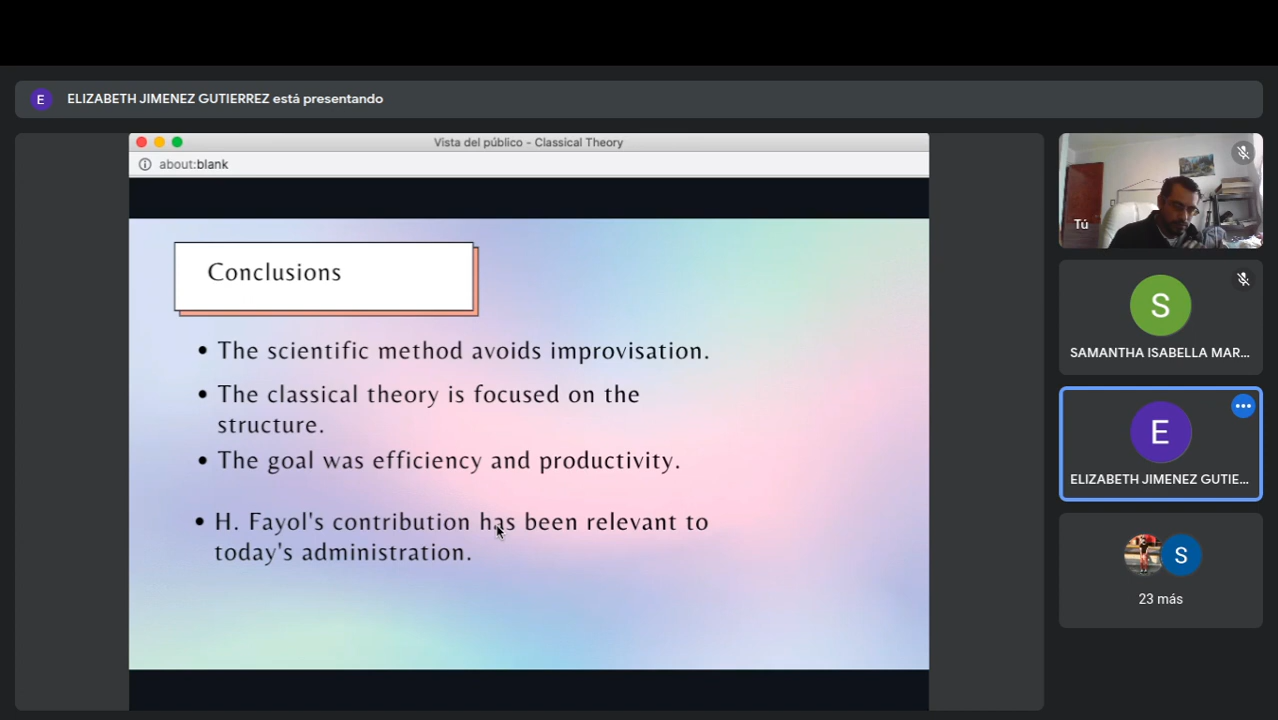 E ELIZABETH JIMENEZ GUTIERREZ está presentando
Vista del público - Classical Theory
about:blank
Conclusions
• The scientific method avoids improvisation.
• The classical theory is focused on the
structure.
• The goal was efficiency and productivity.
• H. Fayol's contribution has been relevant to
today's administration.
Tú
S
SAMANTHA ISABELLA MAR...
E
ELIZABETH JIMENEZ GUTIE...
S
23 más